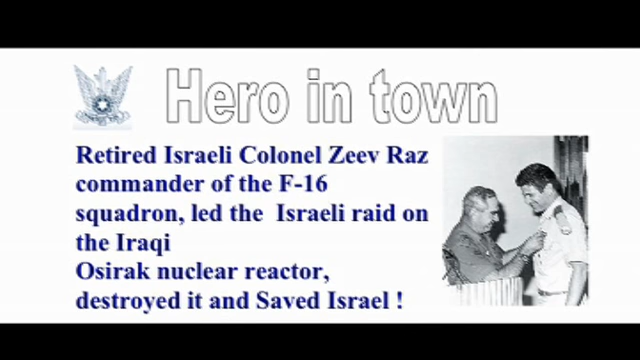 Hero in town
Retired Israeli Colonel Zeev Raz
commander of the F-16
squadron, led the Israeli raid on
the Iraqi
Osirak nuclear reactor,
destroyed it and Saved Israel !